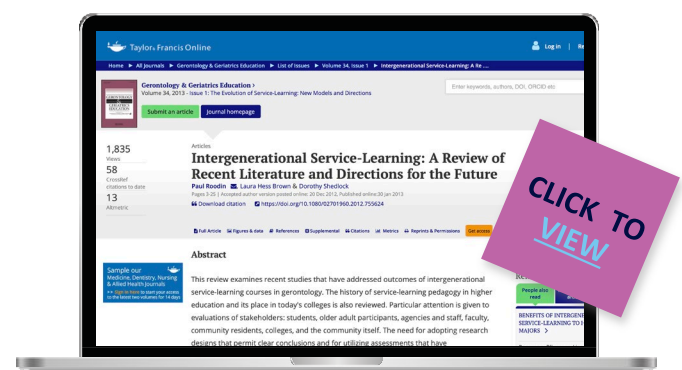 Taylor & Francis Online
Log in | Re
Home ▶ All Journals ▶ Gerontology & Geriatrics Education ▶ List of Issues ▶ Volume 34, Issue 1 ▶ Intergenerational Service-Learning: A Re ....
Gerontology & Geriatrics Education >
Volume 34, 2013 - Issue 1: The Evolution of Service-Learning: New Models and Directions
Enter keywords, authors, DOI, ORCID etc
Submit an article
Journal homepage
1,835
Views
58
CrossRef
citations to date
13
Altmetric
Articles
Intergenerational Service-Learning: A Review of
Recent Literature and Directions for the Future
Paul Roodin, Laura Hess Brown & Dorothy Shedlock
Pages 3-25 | Accepted author version posted online: 20 Dec 2012, Published online:30 Jan 2013
Download citation https://doi.org/10.1080/02701960.2012.755624
Full Article Figures & data References Supplemental Citations Metrics Reprints & Permissions Get access
CLICK TO
VIEW
Sample our
Medicine, Dentistry, Nursing
& Allied Health Journals
>> Sign in here to start your access
to the latest two volumes for 14 days
Abstract
This review examines recent studies that have addressed outcomes of intergenerational
service-learning courses in gerontology. The history of service-learning pedagogy in higher
education and its place in today's colleges is also reviewed. Particular attention is given to
evaluations of stakeholders: students, older adult participants, agencies and staff, faculty,
community residents, colleges, and the community itself. The need for adopting research
designs that permit clear conclusions and for utilizing assessments that have
People also
read
BENEFITS OF INTERGENE
SERVICE-LEARNING TO
MAJORS >